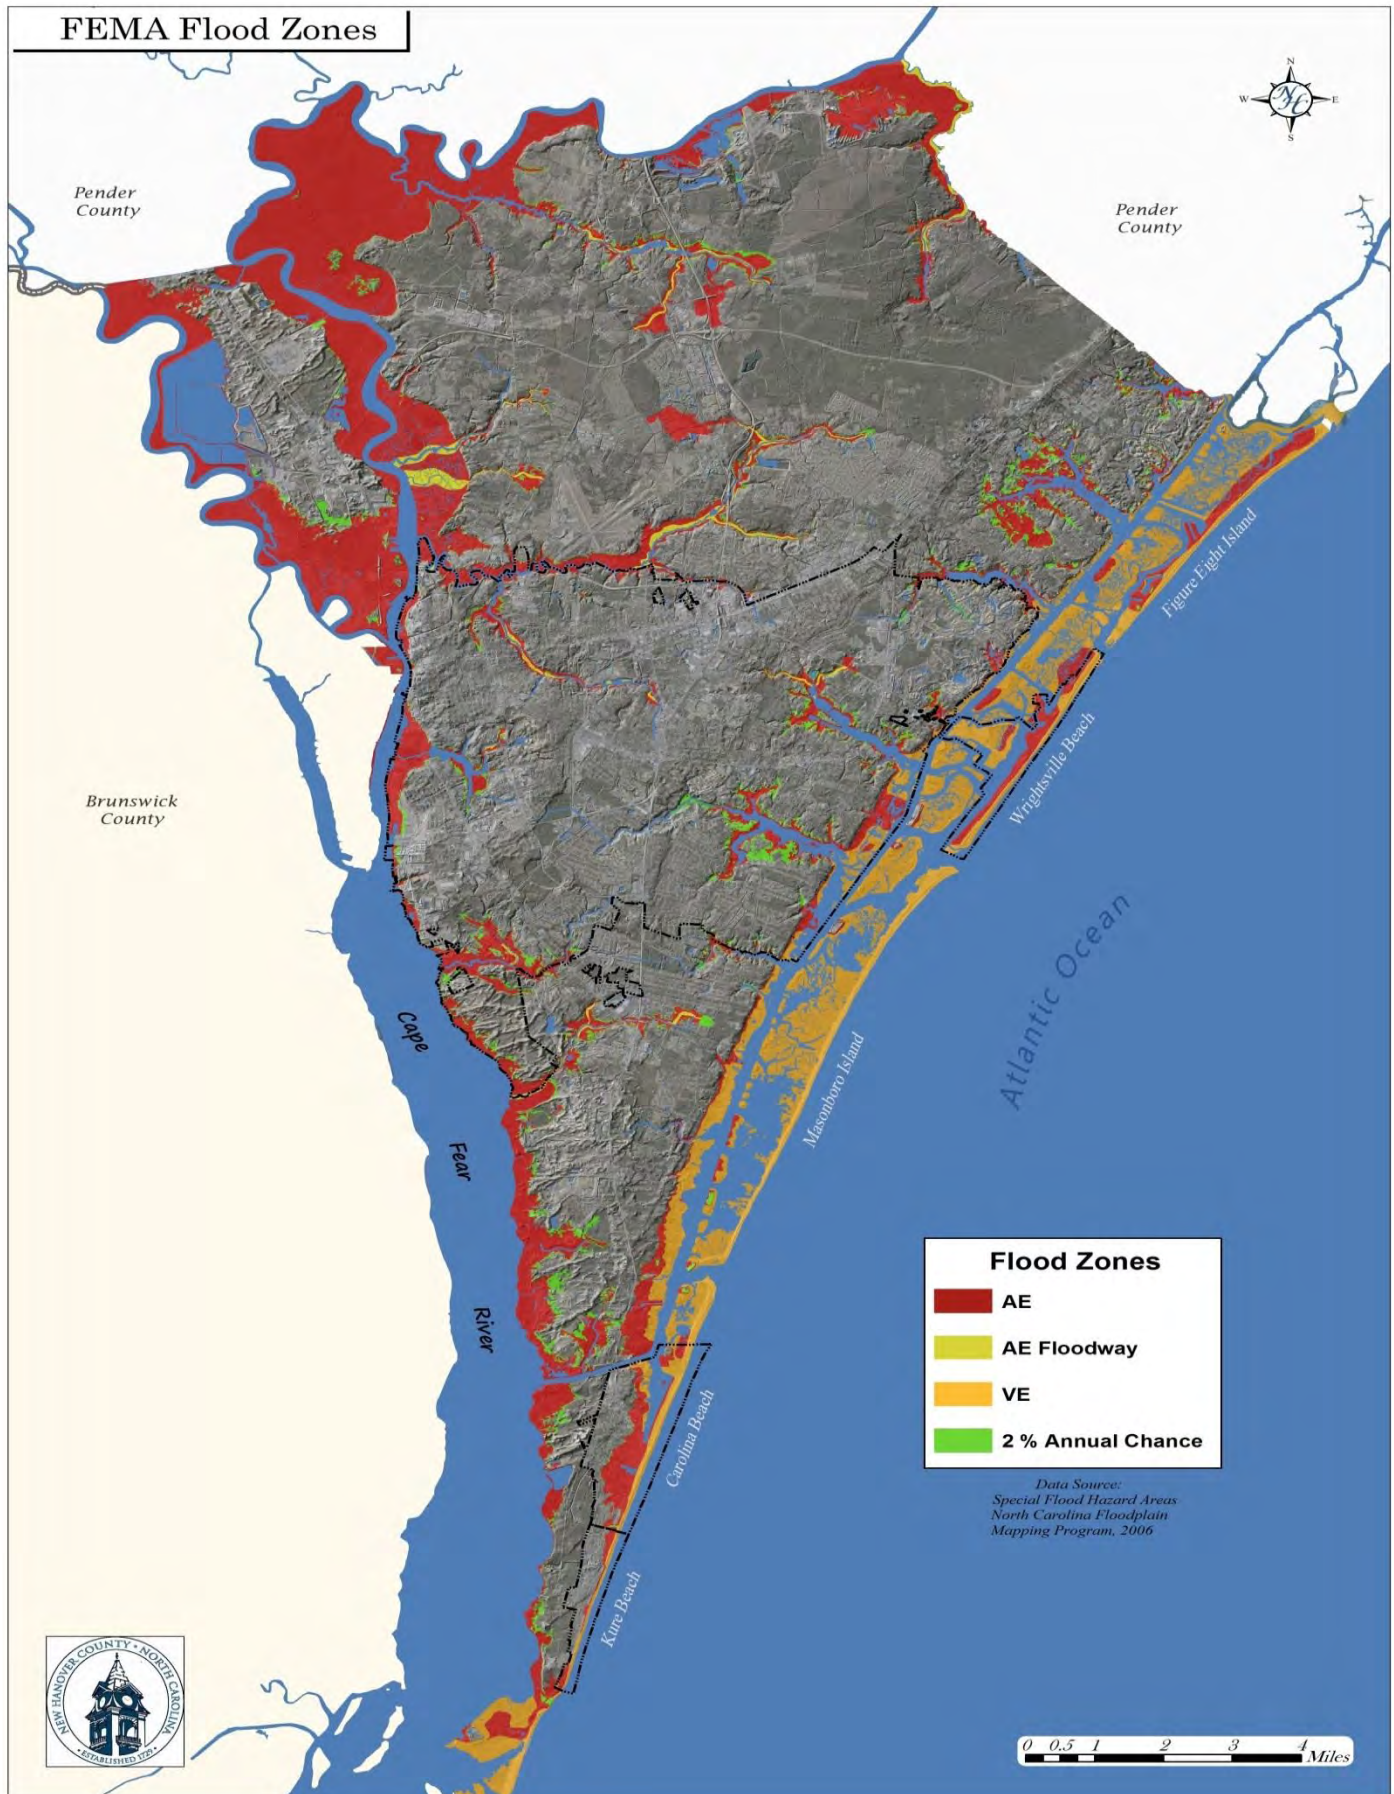 FEMA Flood Zones
N
W
E
NH
S
Pender
County
Pender
County
Figure Eight Island
Wrightsville Beach
Brunswick
County
Atlantic Ocean
Cape
Fear
River
Masonboro Island
Flood Zones
AE
AE Floodway
VE
2 % Annual Chance
Data Source:
Special Flood Hazard Areas
North Carolina Floodplain
Mapping Program, 2006
Carolina Beach
Kure Beach
NEW HANOVER COUNTY • NORTH CAROLINA
• ESTABLISHED 1729 •
0 0.5 1 2 3 4
Miles